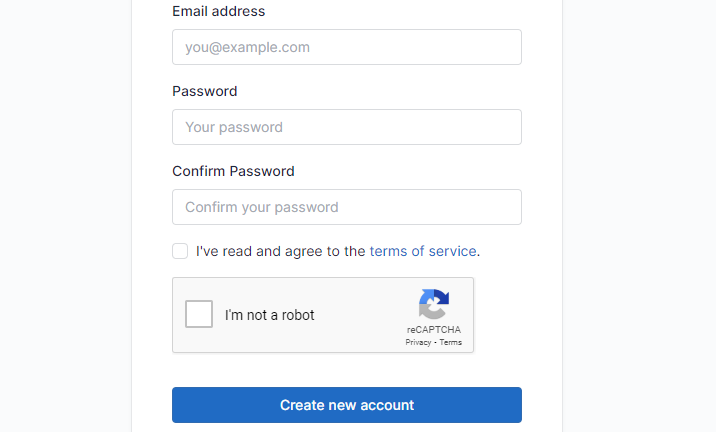 Email address
you@example.com
Password
Your password
Confirm Password
Confirm your password
I've read and agree to the terms of service.
I'm not a robot
reCAPTCHA
Privacy - Terms
Create new account